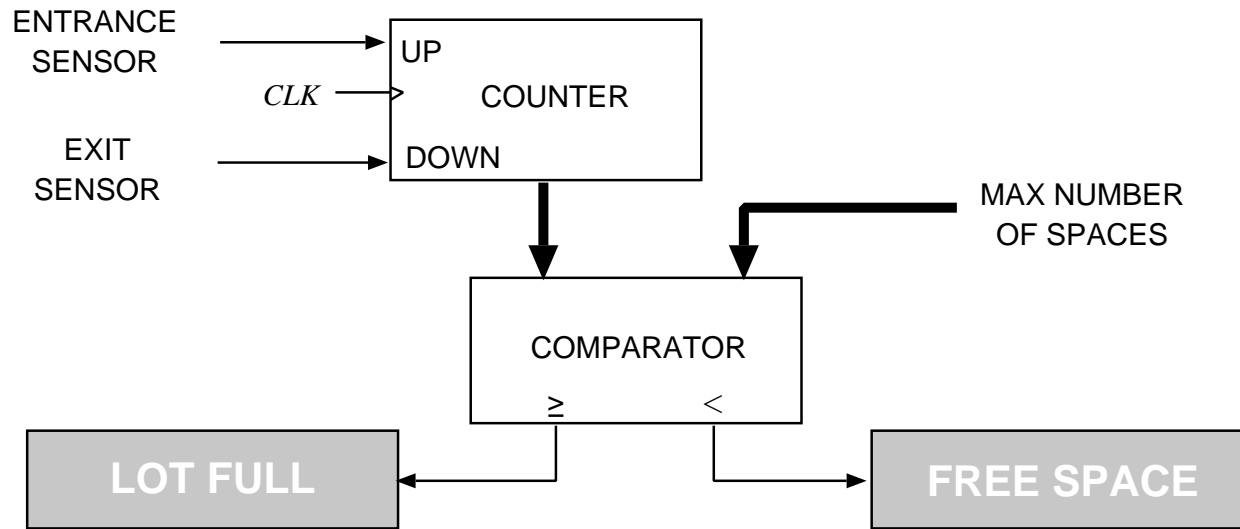 ENTRANCE
SENSOR
UP
CLK
COUNTER
EXIT
SENSOR
DOWN
MAX NUMBER
OF SPACES
COMPARATOR
≥ <
LOT FULL
FREE SPACE